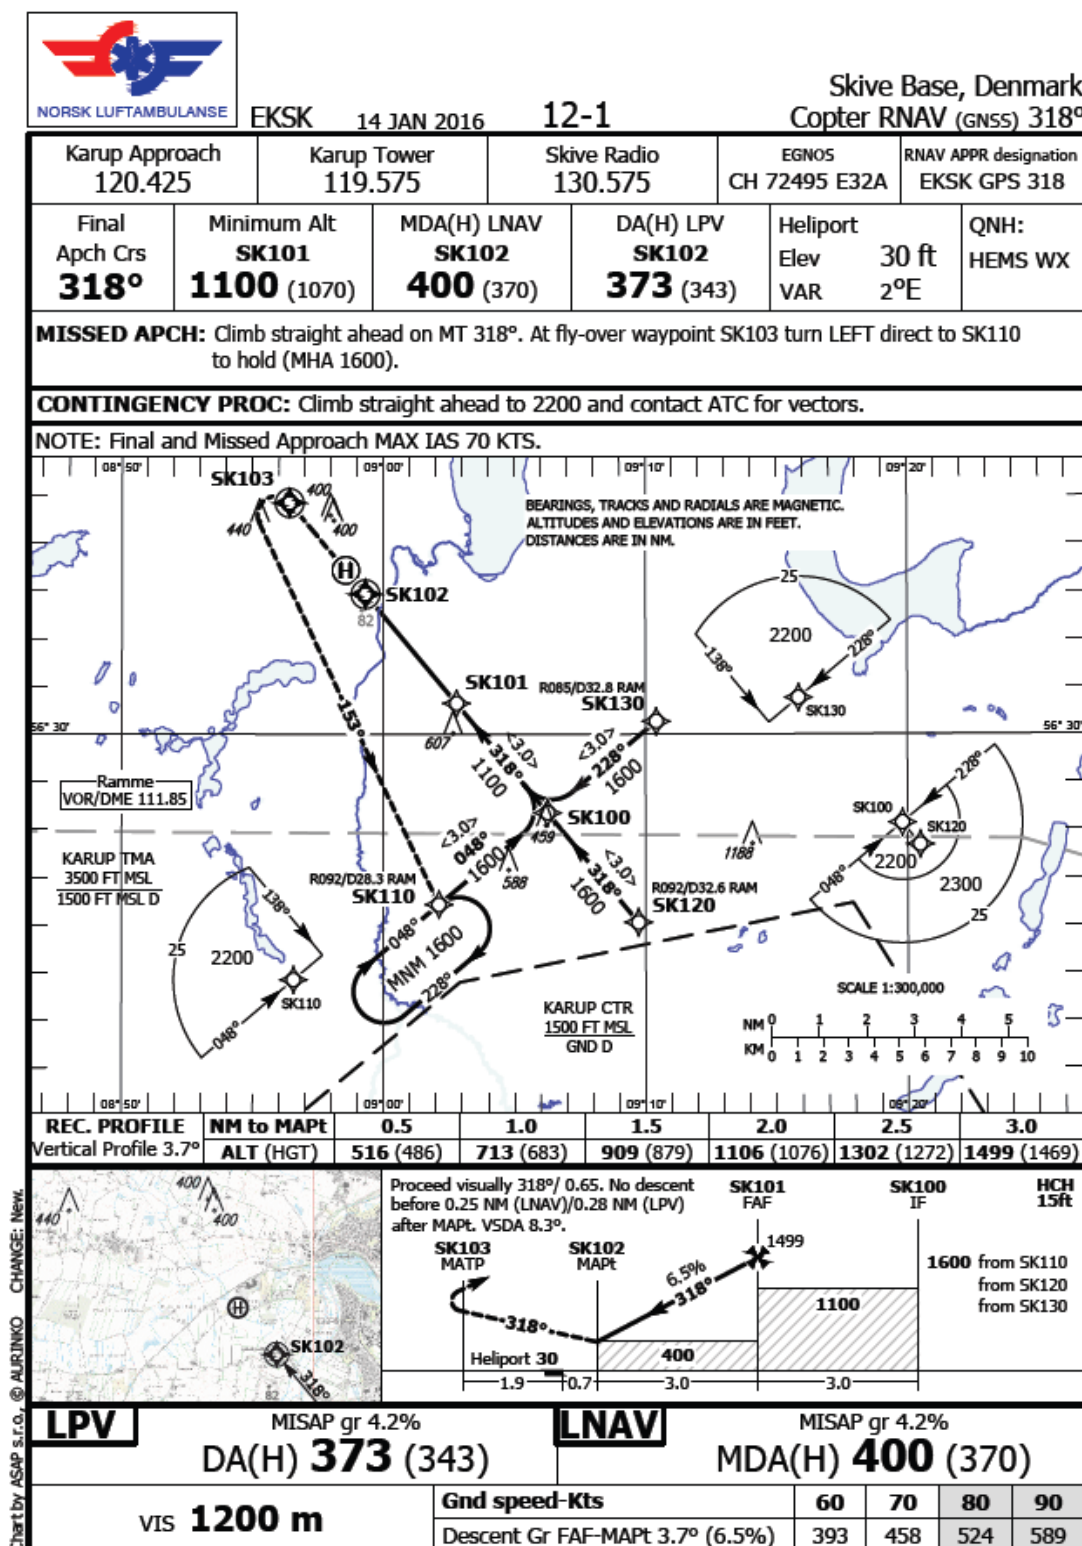 NORSK LUFTAMBULANSE
EKSK 14 JAN 2016 12-1
Skive Base, Denmark
Copter RNAV (GNSS) 318°
Karup Approach
120.425
Karup Tower
119.575
Skive Radio
130.575
EGNOS
CH 72495 E32A
RNAV APPR designation
EKSK GPS 318
Final
Apch Crs
318°
Minimum Alt
SK101
1100 (1070)
MDA(H) LNAV
SK102
400 (370)
DA(H) LPV
SK102
373 (343)
Heliport
Elev 30 ft
VAR 2°E
QNH:
HEMS WX
MISSED APCH: Climb straight ahead on MT 318°. At fly-over waypoint SK103 turn LEFT direct to SK110
to hold (MHA 1600).
CONTINGENCY PROC: Climb straight ahead to 2200 and contact ATC for vectors.
NOTE: Final and Missed Approach MAX IAS 70 KTS.
08° 50' 09° 00' 09° 10' 09° 20'
SK103
400
440
400
BEARINGS, TRACKS AND RADIALS ARE MAGNETIC.
ALTITUDES AND ELEVATIONS ARE IN FEET.
DISTANCES ARE IN NM.
H
SK102
82
25
2200
138°
228°
SK130
SK101
R085/D32.8 RAM
SK130
56° 30'
56° 30'
607
153°
<3.0>
318°
1100
<3.0>
228°
1600
Ramme
VOR/DME 111.85
SK100
459
<3.0>
048°
1600
588
1188
228°
SK100
SK120
2200
048°
2300
25
KARUP TMA
3500 FT MSL
1500 FT MSL D
R092/D28.3 RAM
SK110
<3.0>
318°
1600
R092/D32.6 RAM
SK120
138°
25
2200
SK110
048°
048°
MNM 1600
228°
KARUP CTR
1500 FT MSL
GND D
SCALE 1:300,000
NM 0 1 2 3 4 5
KM 0 1 2 3 4 5 6 7 8 9 10
08° 50' 09° 00' 09° 10' 09° 20'
REC. PROFILE NM to MAPt 0.5 1.0 1.5 2.0 2.5 3.0
Vertical Profile 3.7° ALT (HGT) 516 (486) 713 (683) 909 (879) 1106 (1076) 1302 (1272) 1499 (1469)
400
440
400
H
SK102
82
318°
Proceed visually 318°/ 0.65. No descent
before 0.25 NM (LNAV)/0.28 NM (LPV)
after MAPt. VSDA 8.3°.
SK101
FAF
SK100
IF
HCH
15ft
SK103
MATP
SK102
MAPt
1499
6.5%
318°
318°
1600 from SK110
from SK120
from SK130
1100
400
Heliport 30
1.9 0.7 3.0 3.0
LPV
MISAP gr 4.2%
DA(H) 373 (343)
LNAV
MISAP gr 4.2%
MDA(H) 400 (370)
VIS 1200 m
Gnd speed-Kts 60 70 80 90
Descent Gr FAF-MAPt 3.7° (6.5%) 393 458 524 589
Chart by ASAP s.r.o., © AURINKO CHANGE: New.